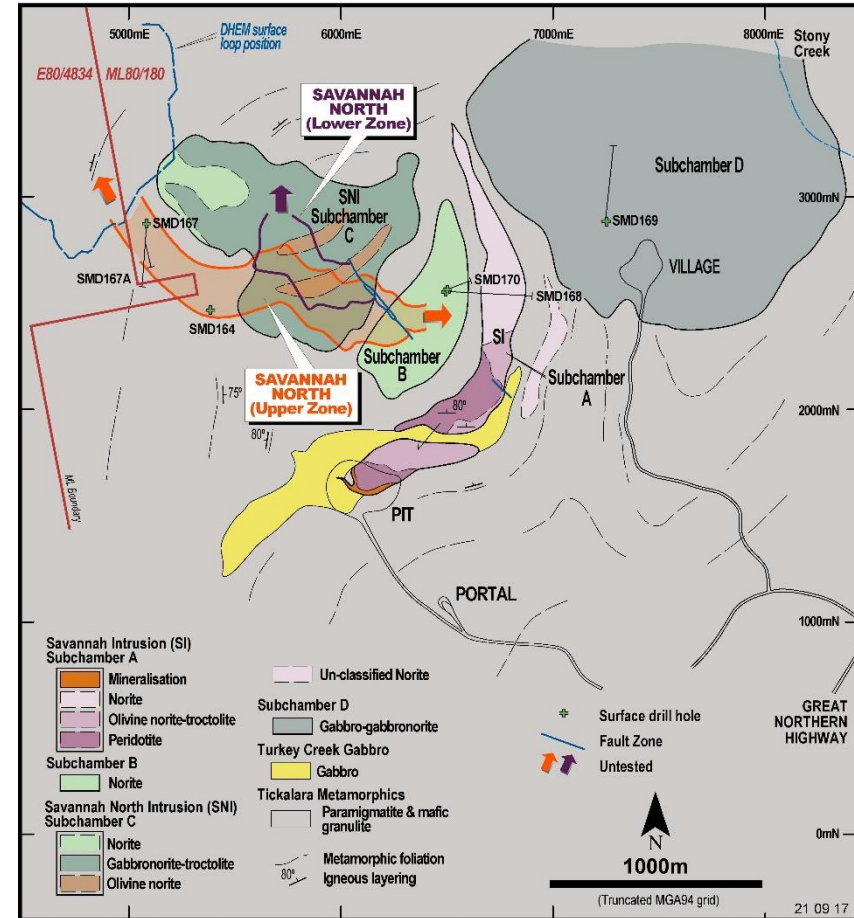 5000mE
6000mE
7000mE
8000mE
DHEM surface
loop position
Stony
Creek
E80/4834
ML80/180
SAVANNAH
NORTH
(Lower Zone)
Subchamber D
SNI
Subchamber
C
3000mN
SMD167
SMD169
VILLAGE
SMD167A
SMD170
SMD168
SMD164
SI
Subchamber
B
Subchamber
A
SAVANNAH
NORTH
(Upper Zone)
75°
80°
2000mN
80°
ML Boundary
PIT
PORTAL
1000mN
Savannah Intrusion (SI)
Subchamber A
Mineralisation
Norite
Olivine norite-troctolite
Peridotite
Subchamber B
Norite
Savannah North Intrusion (SNI)
Subchamber C
Norite
Gabbronorite-troctolite
Olivine norite
Un-classified Norite
Subchamber D
Gabbro-gabbronorite
Turkey Creek Gabbro
Gabbro
Tickalara Metamorphics
Paramigmatite & mafic
granulite
Metamorphic foliation
80°
Igneous layering
Surface drill hole
Fault Zone
Untested
GREAT
NORTHERN
HIGHWAY
0mN
N
1000m
(Truncated MGA94 grid)
21 09 17